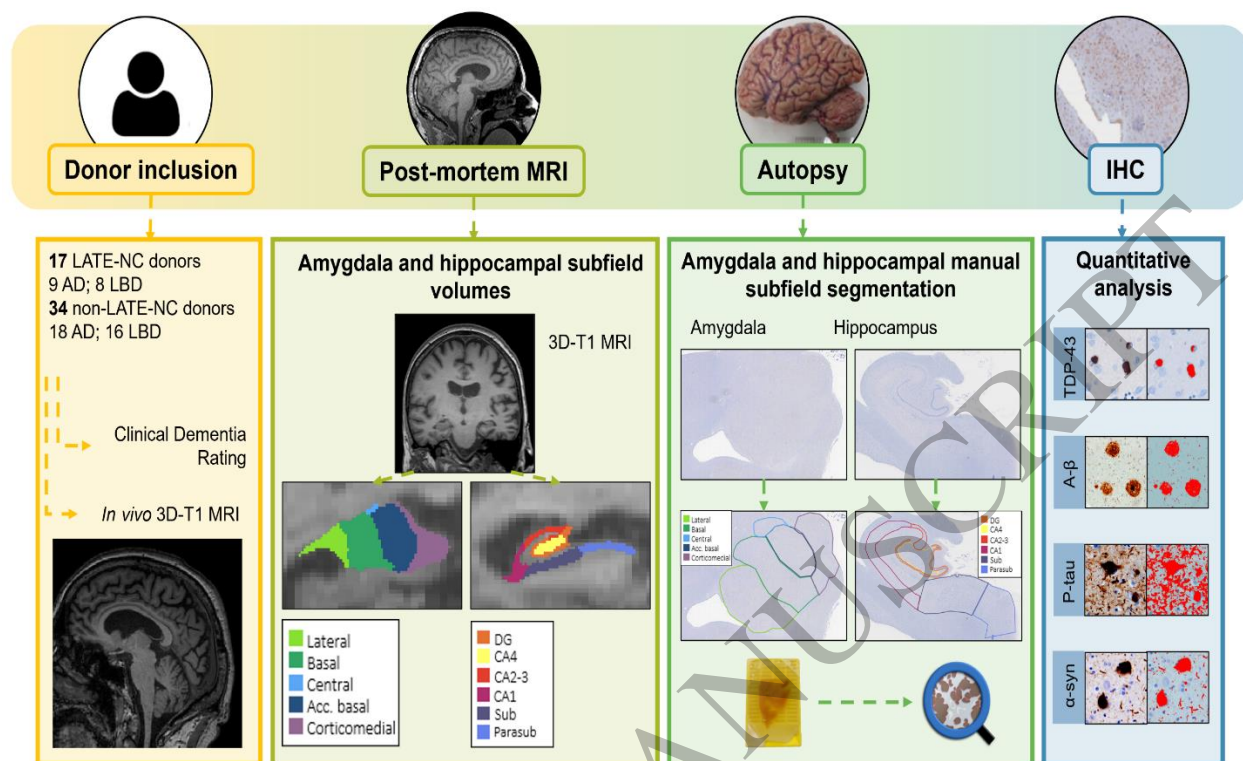 Donor inclusion
Post-mortem MRI
Autopsy
IHC
17 LATE-NC donors
9 AD; 8 LBD
34 non-LATE-NC donors
18 AD; 16 LBD
Clinical Dementia
Rating
In vivo 3D-T1 MRI
Amygdala and hippocampal subfield
volumes
3D-T1 MRI
Lateral
Basal
Central
Acc. basal
Corticomedial
DG
CA4
CA2-3
CA1
Sub
Parasub
Amygdala and hippocampal manual
subfield segmentation
Amygdala
Hippocampus
Lateral
Basal
Central
Acc. basal
Corticomedial
DG
CA4
CA2-3
CA1
Sub
Parasub
Quantitative
analysis
TDP-43
A-β
P-tau
α-syn
ANUSCRIPT